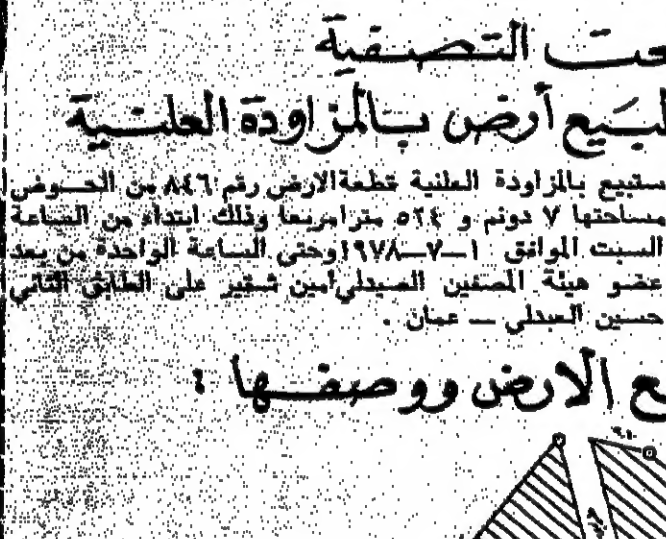 حت التصفية
لبيع أرض بالمزاودة العلنية
ستبيع بالمزاودة العلنية قطعة الارض رقم ٨٤٦ من الحوض
مساحتها ٧ دونم و ٥٢٤ مترا مربعا وذلك ابتداء من الساعة
السبت الموافق ١-٧-١٩٧٨ وحتى الساعة الواحدة من بعد
عضو هيئة المصفين الصيدلي امين شقير على الطابق الثاني
حسين العبدلي — عمان .
ع الارض ووصفها :